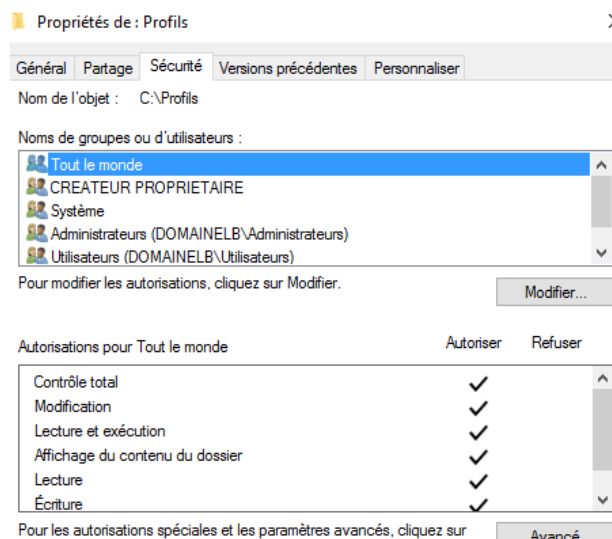 Propriétés de : Profils
Général Partage Sécurité Versions précédentes Personnaliser
Nom de l'objet : C:\Profils
Noms de groupes ou d'utilisateurs :
Tout le monde
CREATEUR PROPRIETAIRE
Système
Administrateurs (DOMAINELB\Administrateurs)
Utilisateurs (DOMAINELB\Utilisateurs)
Pour modifier les autorisations, cliquez sur Modifier.
Modifier...
Autorisations pour Tout le monde Autoriser Refuser
Contrôle total
Modification
Lecture et exécution
Affichage du contenu du dossier
Lecture
Écriture
Pour les autorisations spéciales et les paramètres avancés, cliquez sur
Avancé